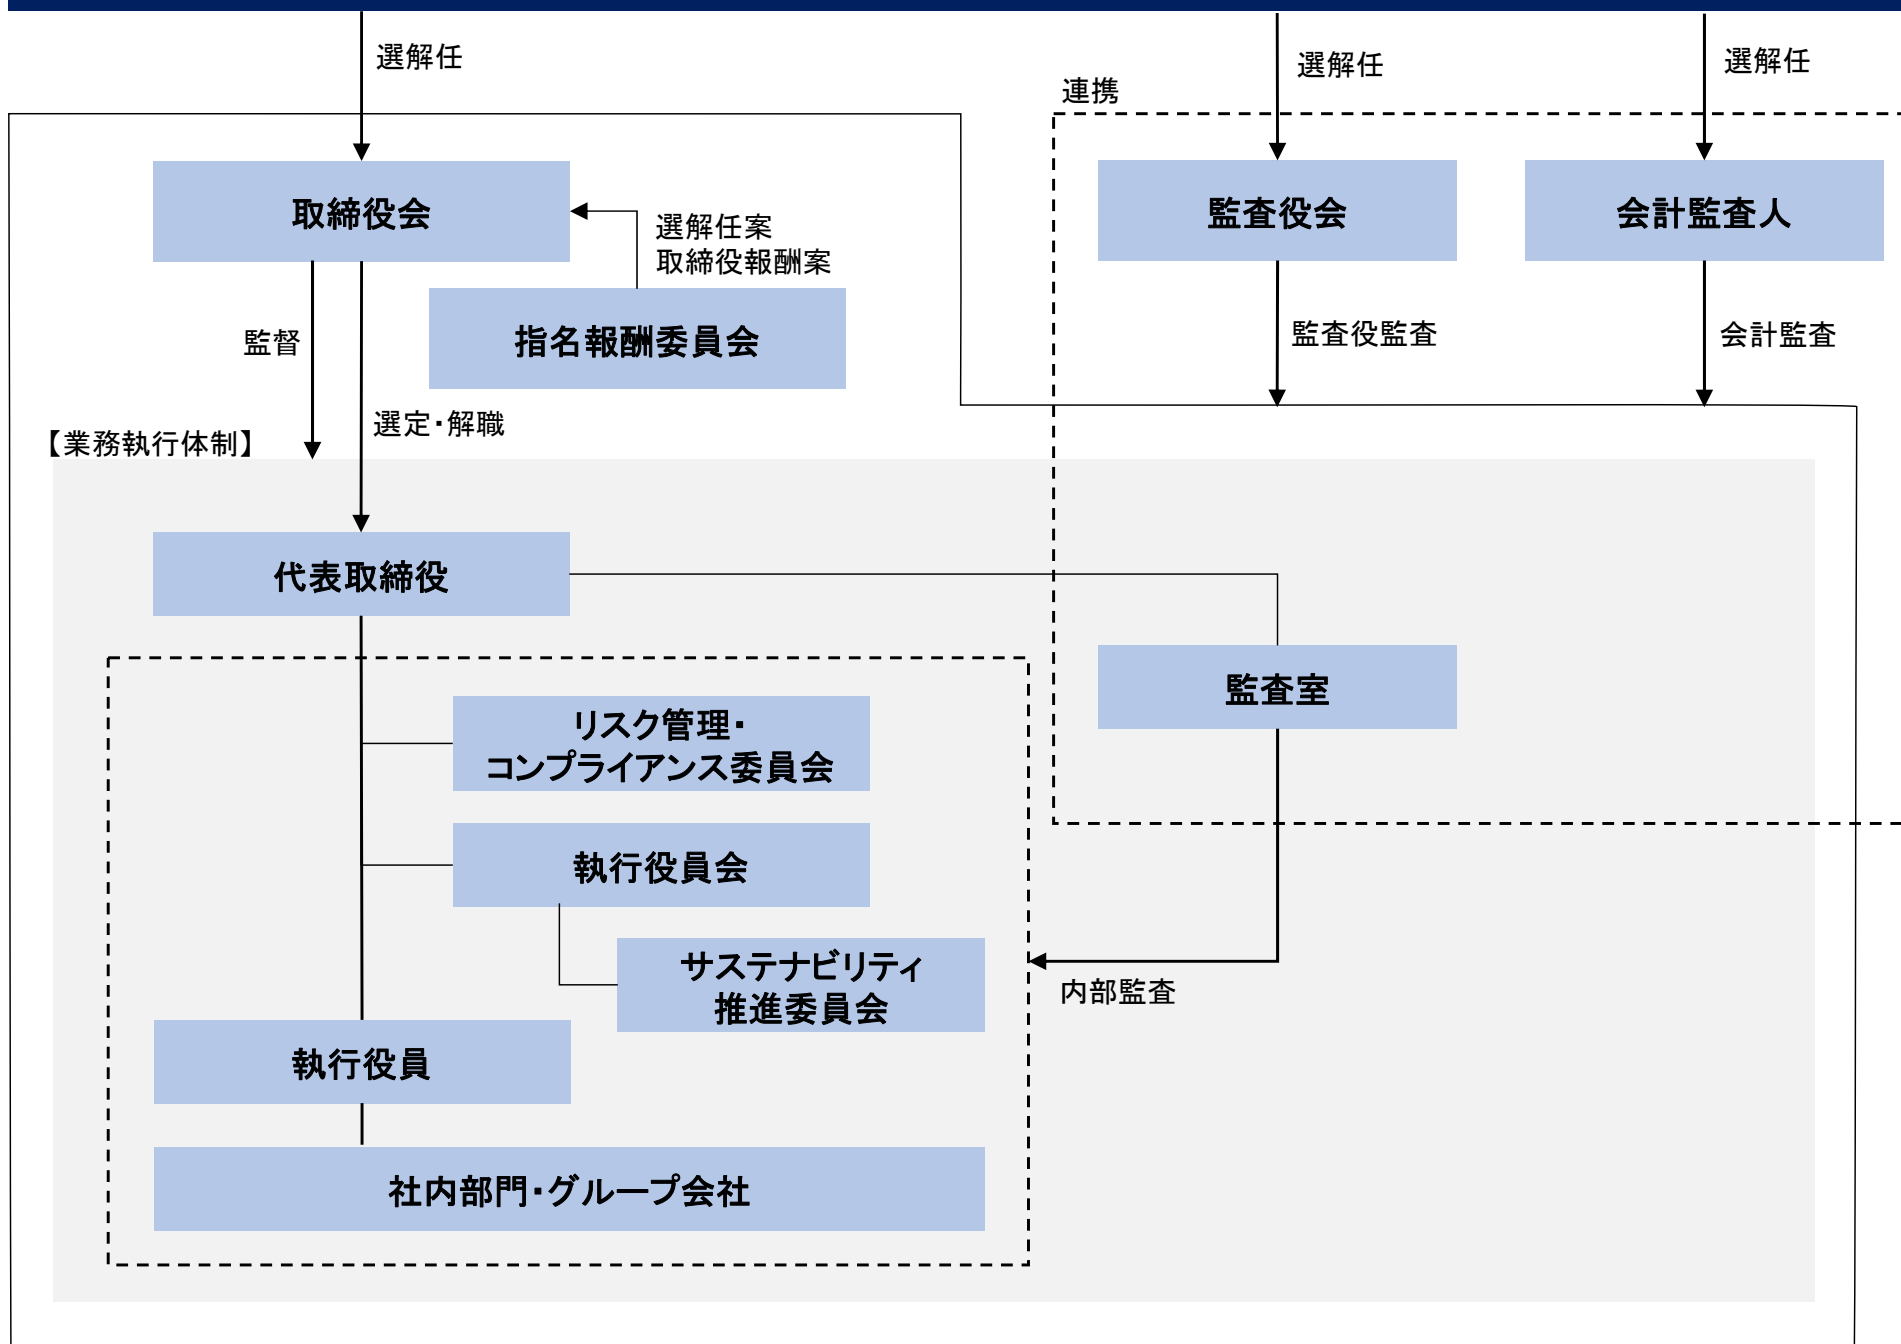 選解任
選解任
選解任
連携
取締役会
監査役会
会計監査人
選解任案
取締役報酬案
指名報酬委員会
監督
監査役監査
会計監査
選定・解職
【業務執行体制】
代表取締役
監査室
リスク管理・
コンプライアンス委員会
執行役員会
サステナビリティ
推進委員会
内部監査
執行役員
社内部門・グループ会社